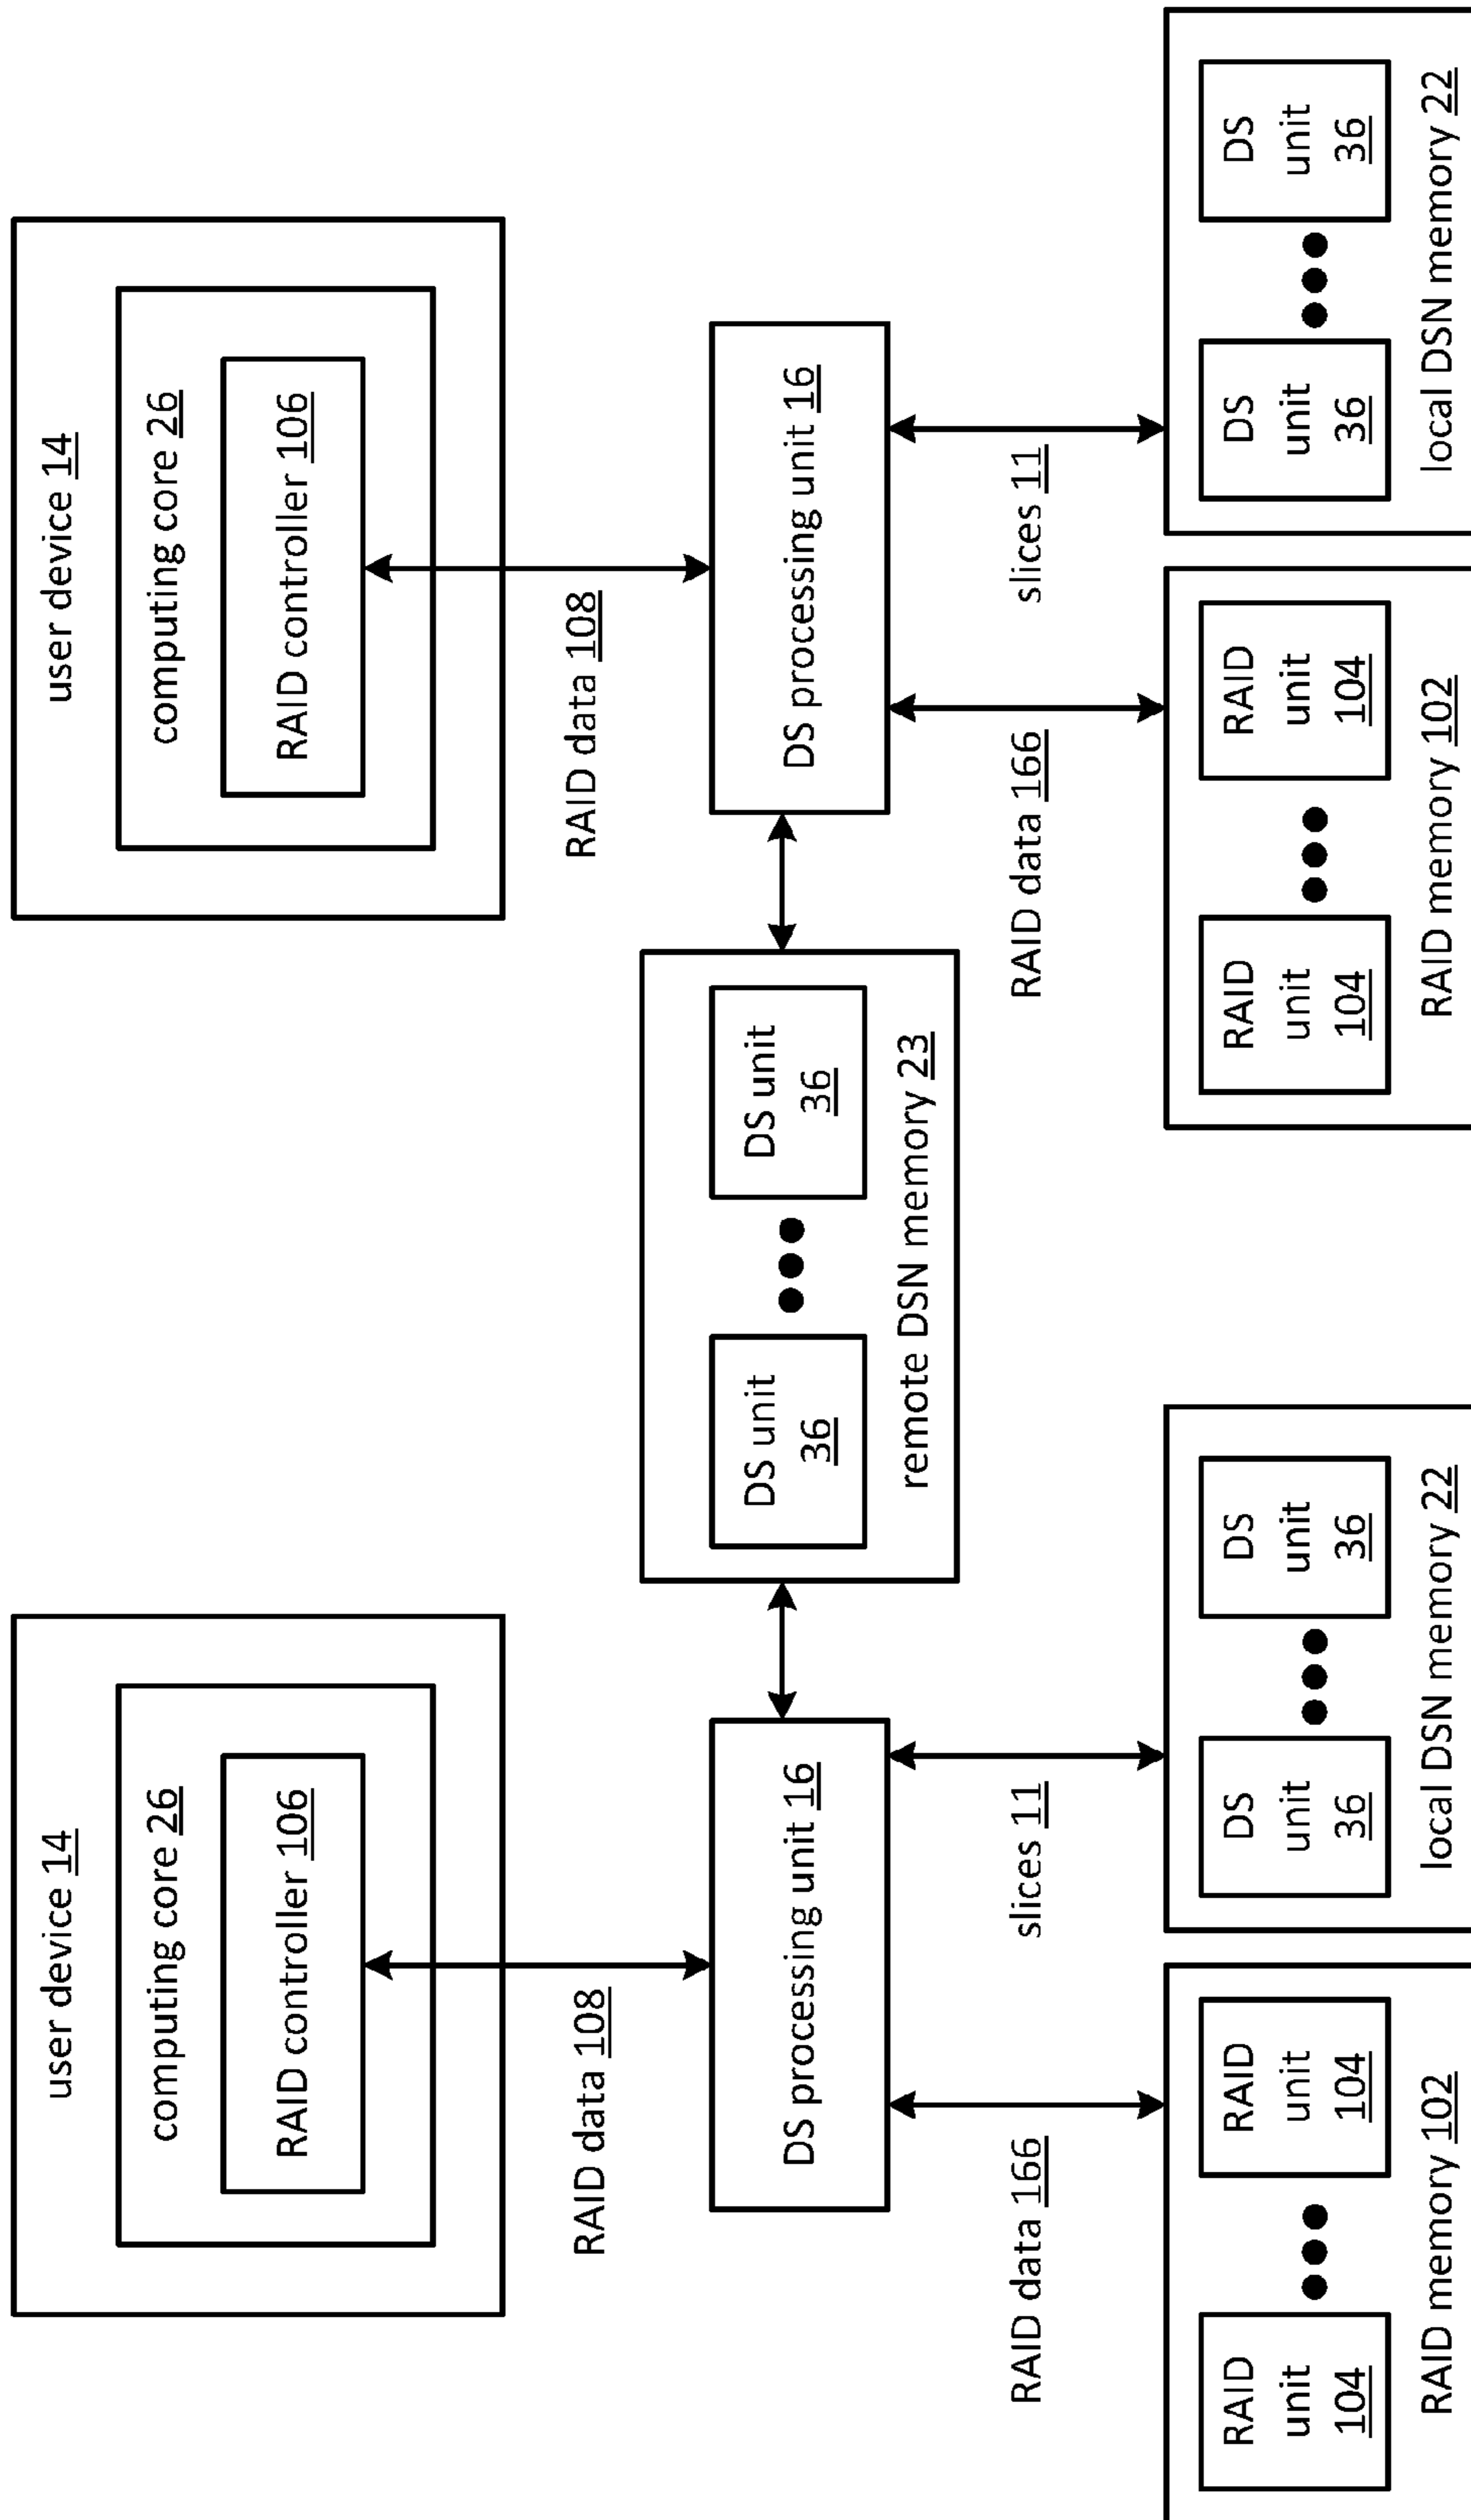 user device 14
computing core 26
RAID controller 106
RAID data 108
DS processing unit 16
RAID data 166
slices 11
RAID
unit
104
RAID
unit
104
RAID memory 102
DS
unit
36
DS
unit
36
local DSN memory 22
DS unit
36
DS unit
36
remote DSN memory 23
user device 14
computing core 26
RAID controller 106
RAID data 108
DS processing unit 16
RAID data 166
slices 11
RAID
unit
104
RAID
unit
104
RAID memory 102
DS
unit
36
DS
unit
36
local DSN memory 22